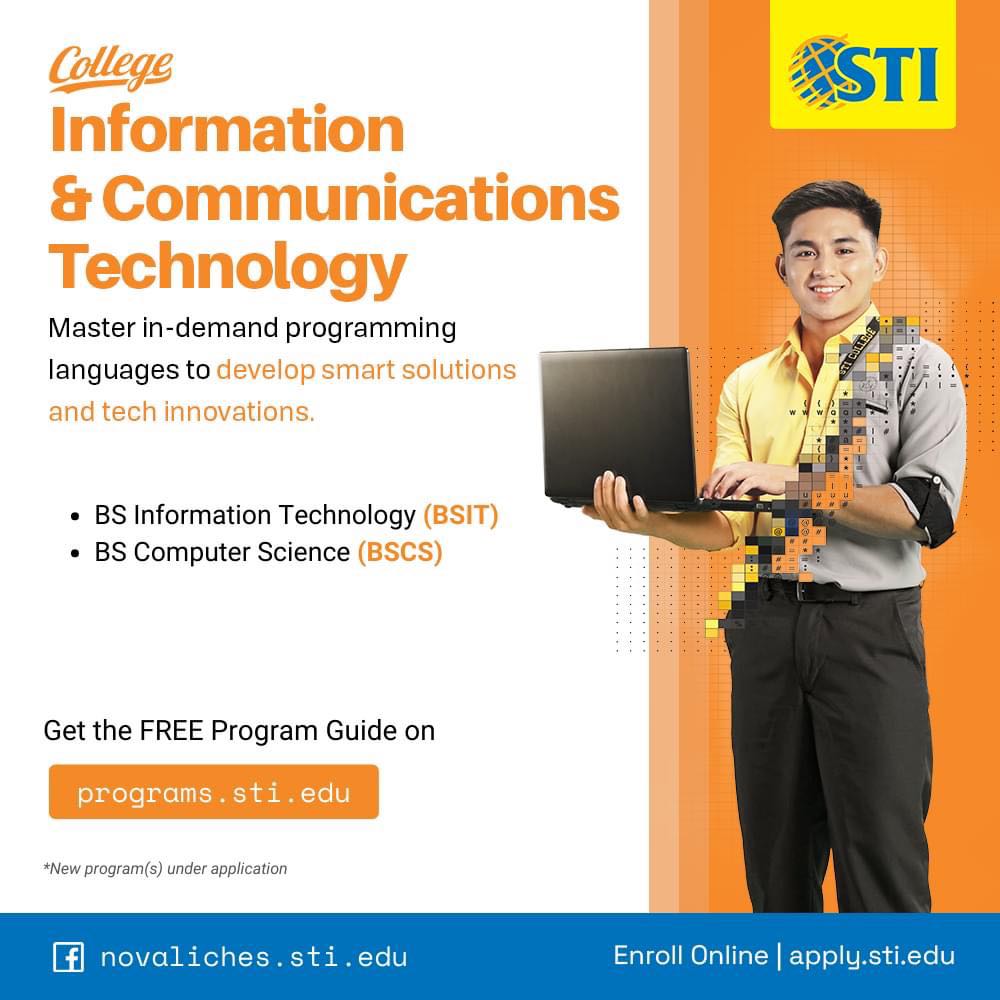 College
Information
& Communications
Technology
Master in-demand programming
languages to develop smart solutions
and tech innovations.
• BS Information Technology (BSIT)
• BS Computer Science (BSCS)
Get the FREE Program Guide on
programs.sti.edu
*New program(s) under application
novaliches.sti.edu
Enroll Online | apply.sti.edu
STI
STI COLLEGE